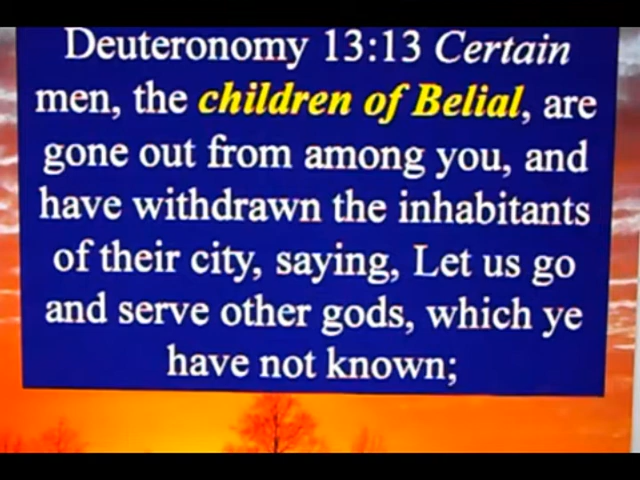 Deuteronomy 13:13 Certain
men, the children of Belial, are
gone out from among you, and
have withdrawn the inhabitants
of their city, saying, Let us go
and serve other gods, which ye
have not known;